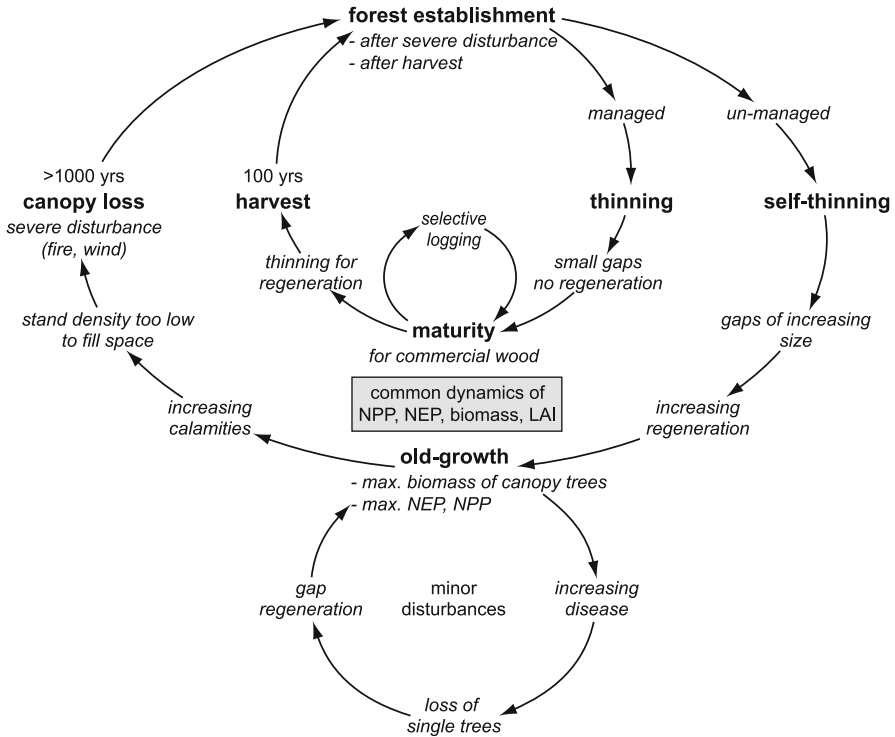 forest establishment
- after severe disturbance
- after harvest
managed
un-managed
>1000 yrs
canopy loss
severe disturbance
(fire, wind)
100 yrs
harvest
thinning
self-thinning
selective
logging
thinning for
regeneration
small gaps
no regeneration
stand density too low
to fill space
maturity
for commercial wood
gaps of increasing
size
common dynamics of
NPP, NEP, biomass, LAI
increasing
calamities
increasing
regeneration
old-growth
- max. biomass of canopy trees
- max. NEP, NPP
gap
regeneration
minor
disturbances
increasing
disease
loss of
single trees